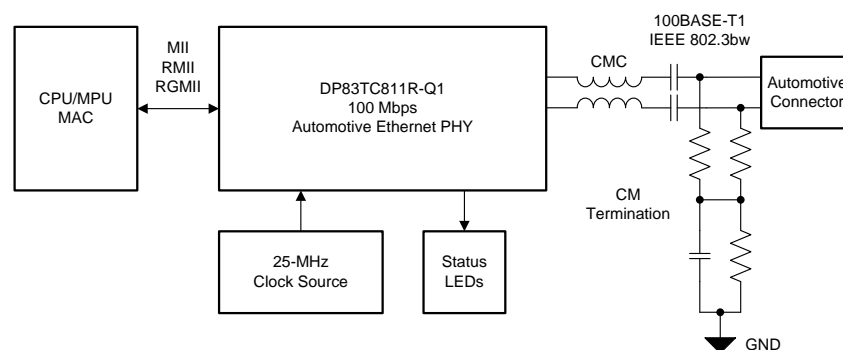 100BASE-T1
IEEE 802.3bw
MII
RMII
RGMII
CPU/MPU
MAC
DP83TC811R-Q1
100 Mbps
Automotive Ethernet PHY
CMC
Automotive
Connector
CM
Termination
25-MHz
Clock Source
Status
LEDs
GND